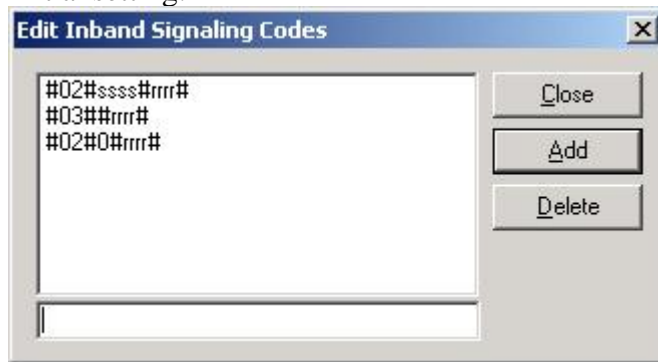 Edit Inband Signaling Codes
#02#ssss#rrrr#
#03##rrrr#
#02#0#rrrr#
Close
Add
Delete